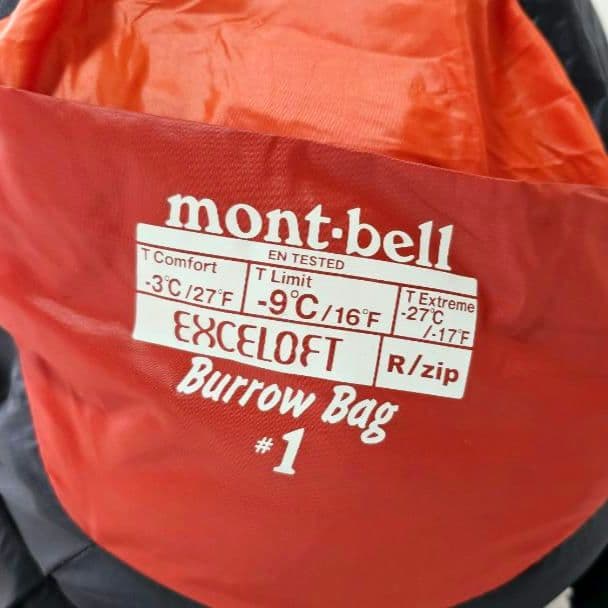 mont·bell
EN TESTED
T Comfort
-3℃/27°F
T Limit
-9℃/16°F
T Extreme
-27℃
/-17°F
EXCELOFT
R/zip
Burrow Bag
#1